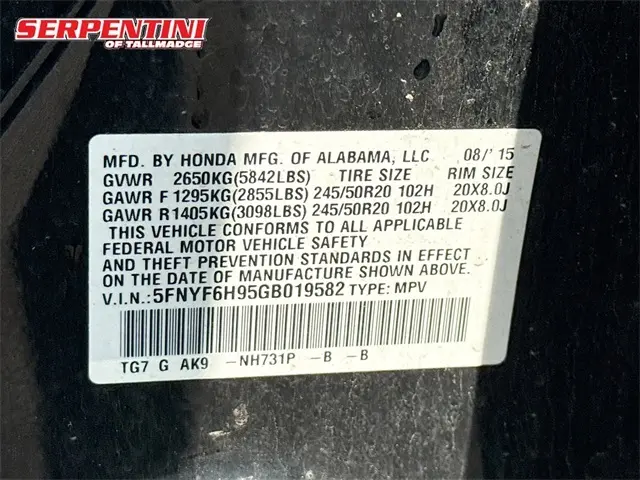 SERPENTINI
OF TALLMADGE
MFD. BY HONDA MFG. OF ALABAMA, LLC 08/'15
GVWR 2650KG(5842LBS) TIRE SIZE RIM SIZE
GAWR F 1295KG(2855LBS) 245/50R20 102H 20X8.0J
GAWR R1405KG(3098LBS) 245/50R20 102H 20X8.0J
THIS VEHICLE CONFORMS TO ALL APPLICABLE
FEDERAL MOTOR VEHICLE SAFETY
AND THEFT PREVENTION STANDARDS IN EFFECT
ON THE DATE OF MANUFACTURE SHOWN ABOVE.
V.I.N.: 5FNYF6H95GB019582 TYPE: MPV
TG7 G AK9 -NH731P -B -B